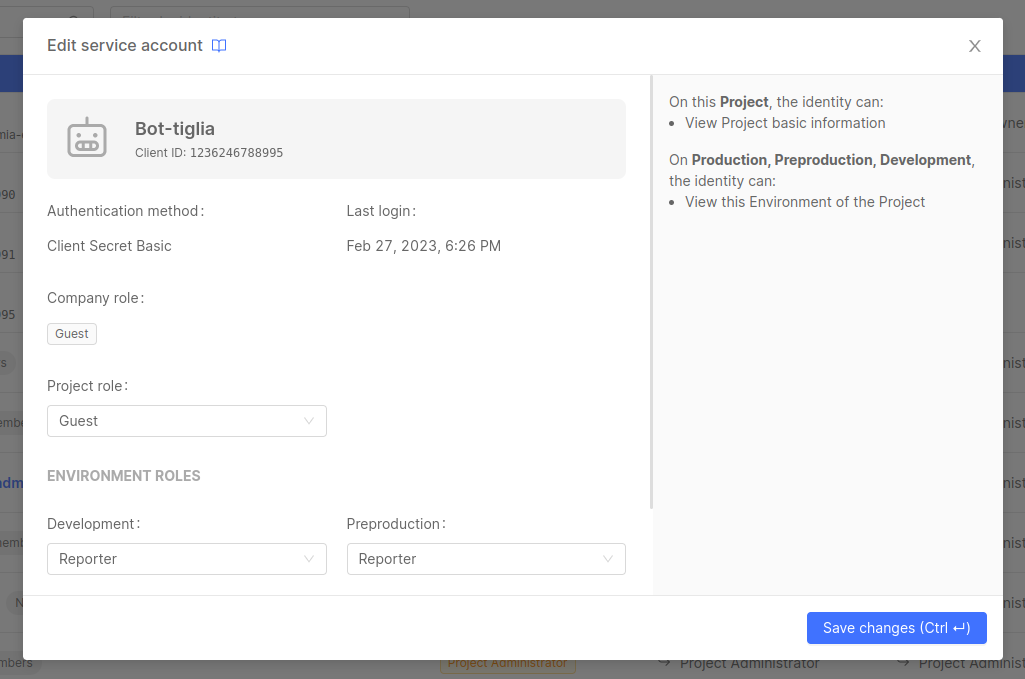 Edit service account
Bot-tiglia
Client ID: 1236246788995
Authentication method:
Last login:
Client Secret Basic
Feb 27, 2023, 6:26 PM
Company role:
Guest
Project role:
Guest
ENVIRONMENT ROLES
Development:
Preproduction:
Reporter
Reporter
On this Project, the identity can:
• View Project basic information
On Production, Preproduction, Development,
the identity can:
• View this Environment of the Project
Save changes (Ctrl ↵)
Project Administrator
Project Administrator
Project Adminis